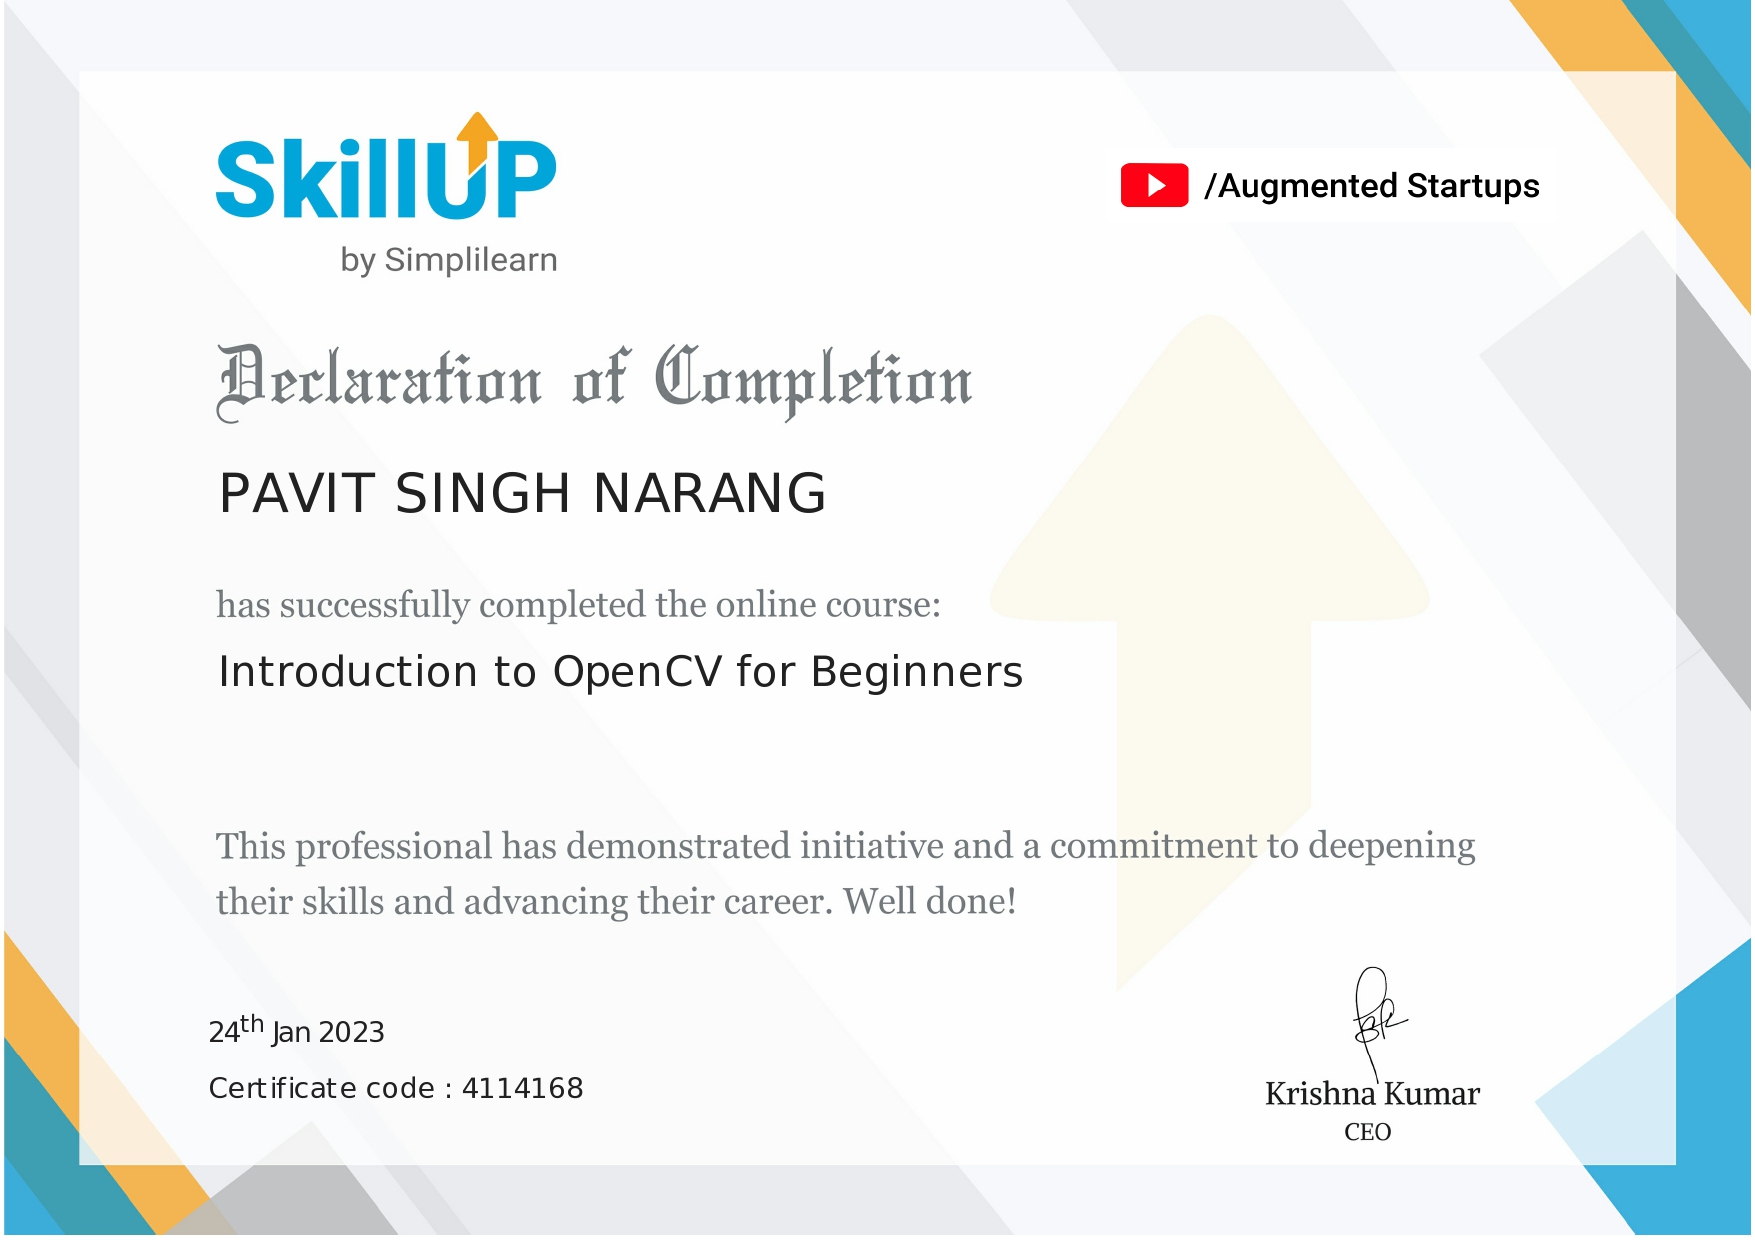 SkillUP
by Simplilearn
/Augmented Startups
Declaration of Completion
PAVIT SINGH NARANG
has successfully completed the online course:
Introduction to OpenCV for Beginners
This professional has demonstrated initiative and a commitment to deepening
their skills and advancing their career. Well done!
24th Jan 2023
Certificate code : 4114168
Krishna Kumar
CEO